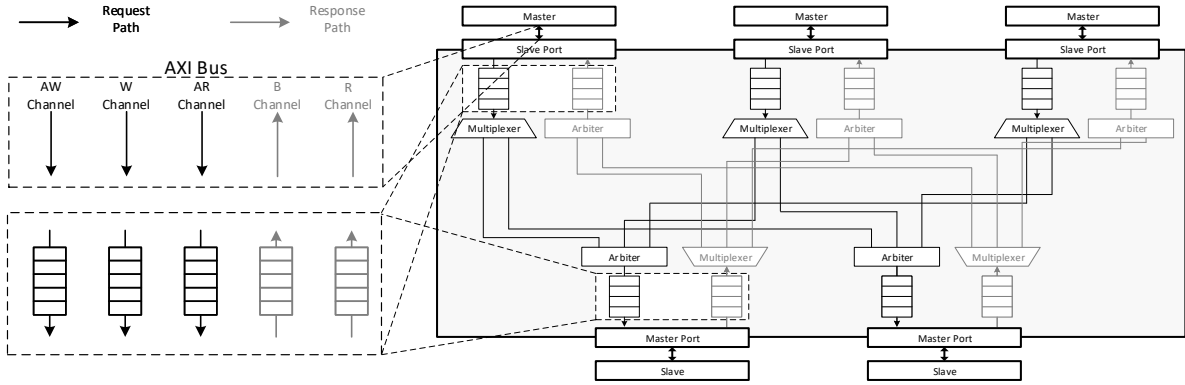 Request
Path
Response
Path
AXI Bus
AW
Channel
W
Channel
AR
Channel
B
Channel
R
Channel
Master
Master
Master
Slave Port
Slave Port
Slave Port
Multiplexer
Arbiter
Multiplexer
Arbiter
Multiplexer
Arbiter
Arbiter
Multiplexer
Arbiter
Multiplexer
Master Port
Master Port
Slave
Slave